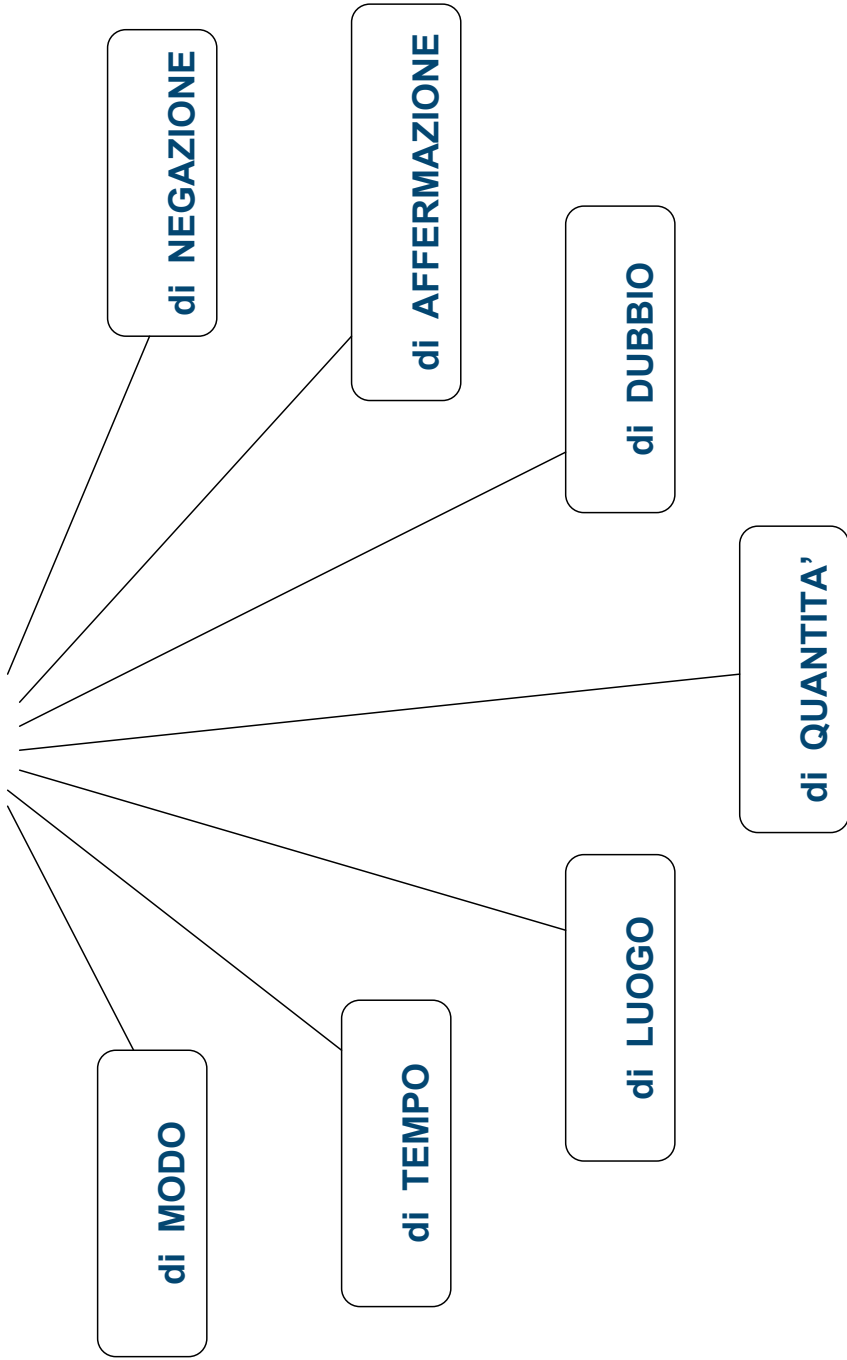 di MODO
di TEMPO
di LUOGO
di QUANTITA’
di DUBBIO
di AFFERMAZIONE
di NEGAZIONE